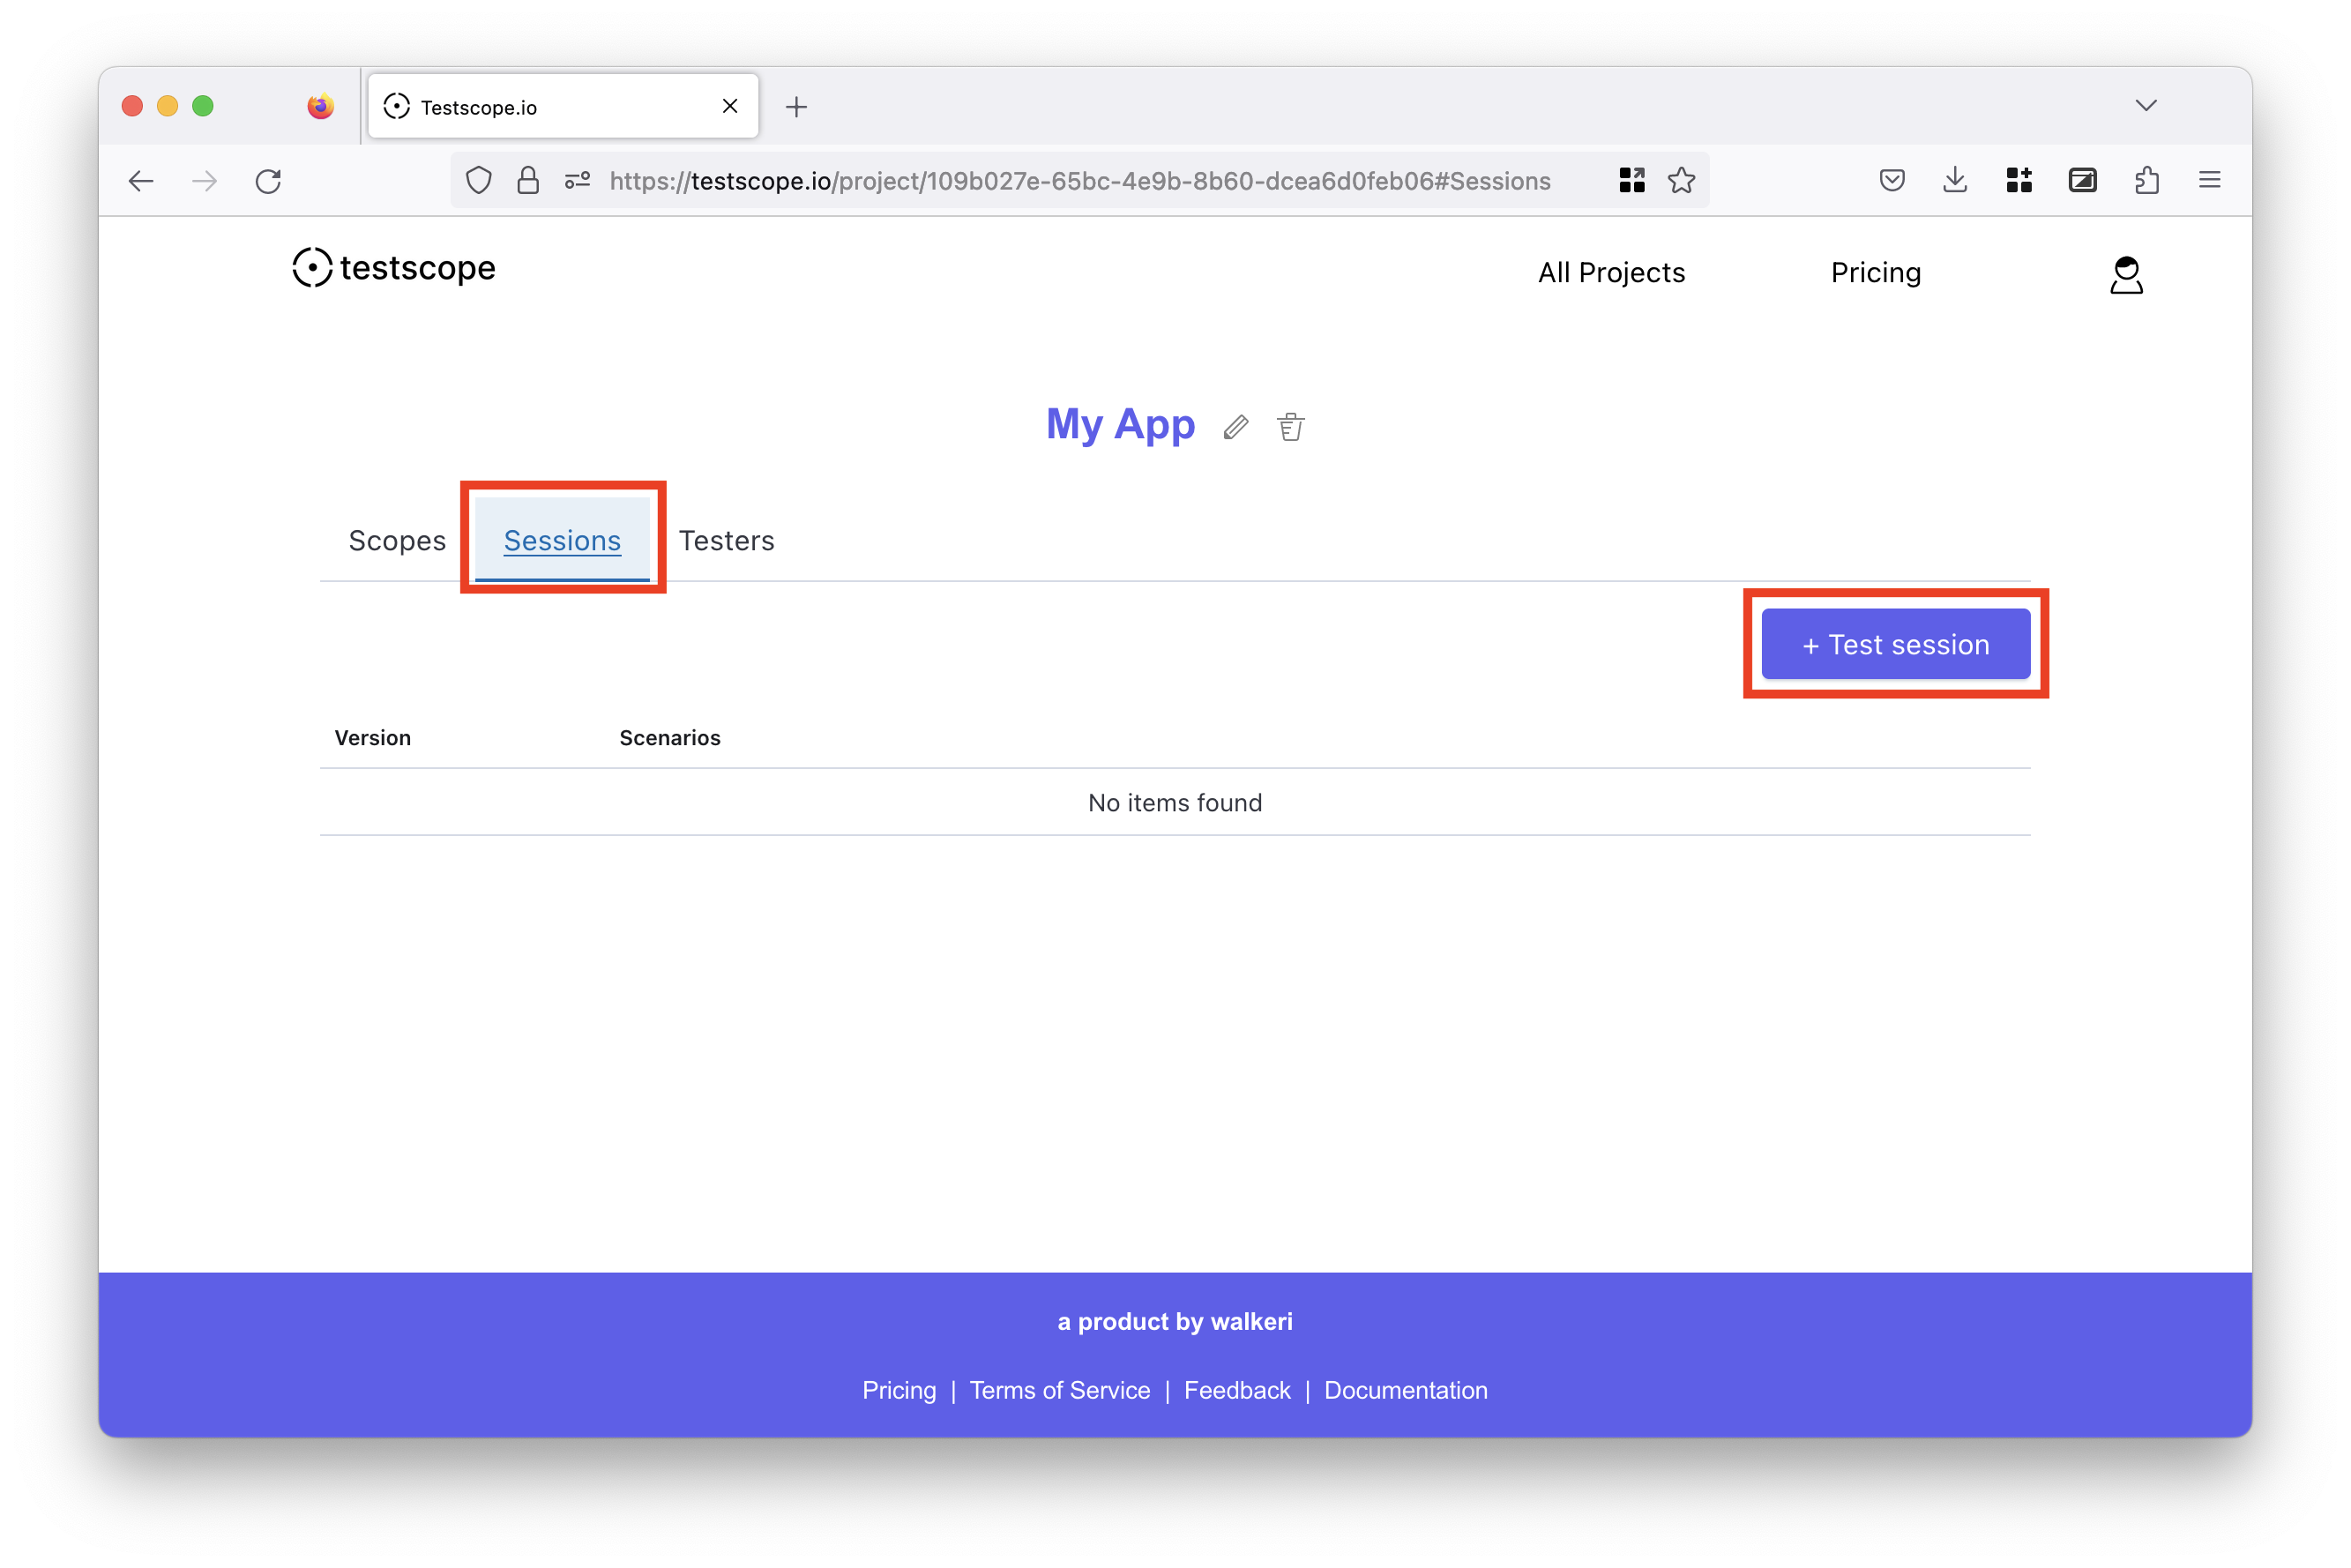 Testscope.io
https://testscope.io/project/109b027e-65bc-4e9b-8b60-dcea6d0feb06#Sessions
testscope
All Projects
Pricing
My App
Scopes
Sessions
Testers
+ Test session
Version
Scenarios
No items found
a product by walkeri
Pricing | Terms of Service | Feedback | Documentation